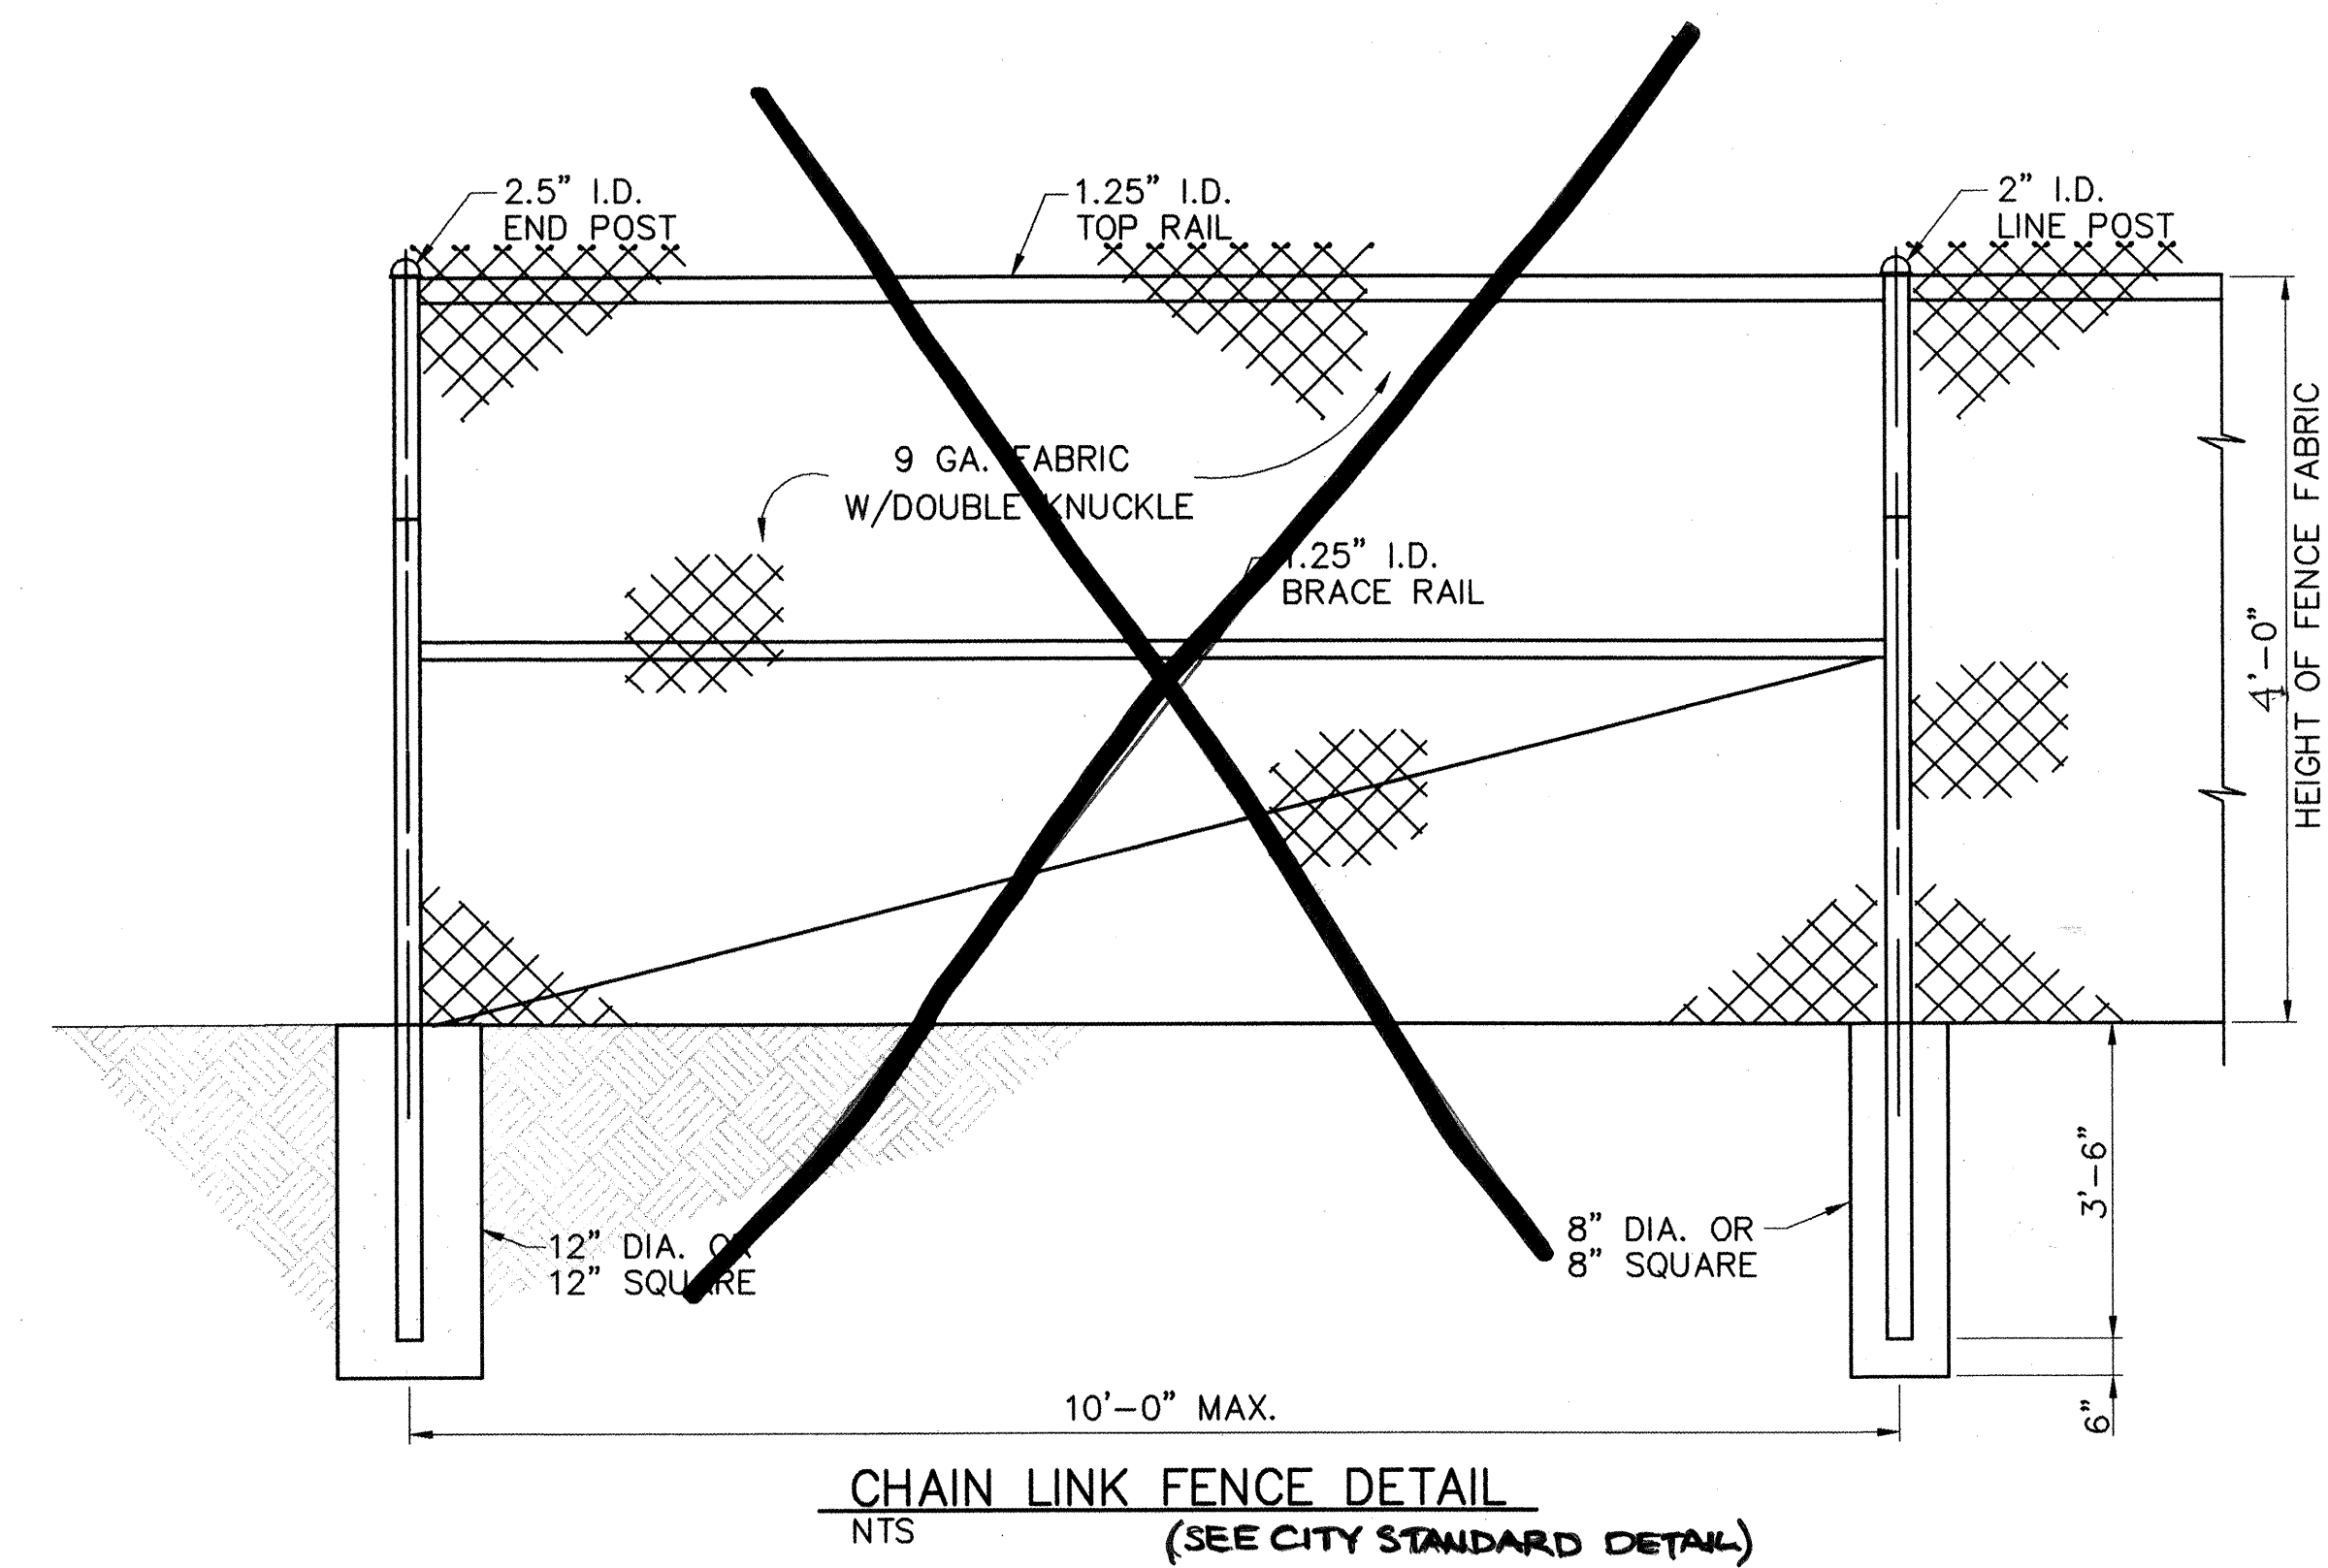 2.5" I.D.
END POST
1.25" I.D.
TOP RAIL
2" I.D.
LINE POST
9 GA. FABRIC
W/DOUBLE KNUCKLE
1.25" I.D.
BRACE RAIL
4'-0"
HEIGHT OF FENCE FABRIC
12" DIA. OR
12" SQUARE
8" DIA. OR
8" SQUARE
3'-6"
6"
10'-0" MAX.
CHAIN LINK FENCE DETAIL
NTS
(SEE CITY STANDARD DETAIL)